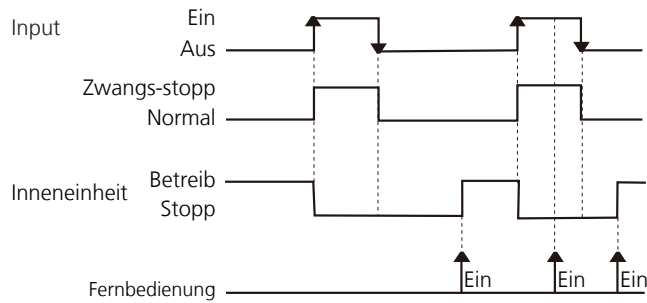 Input
Ein
Aus
Zwangs-stopp
Normal
Inneneinheit
Betreib
Stopp
Fernbedienung
Ein
Ein
Ein